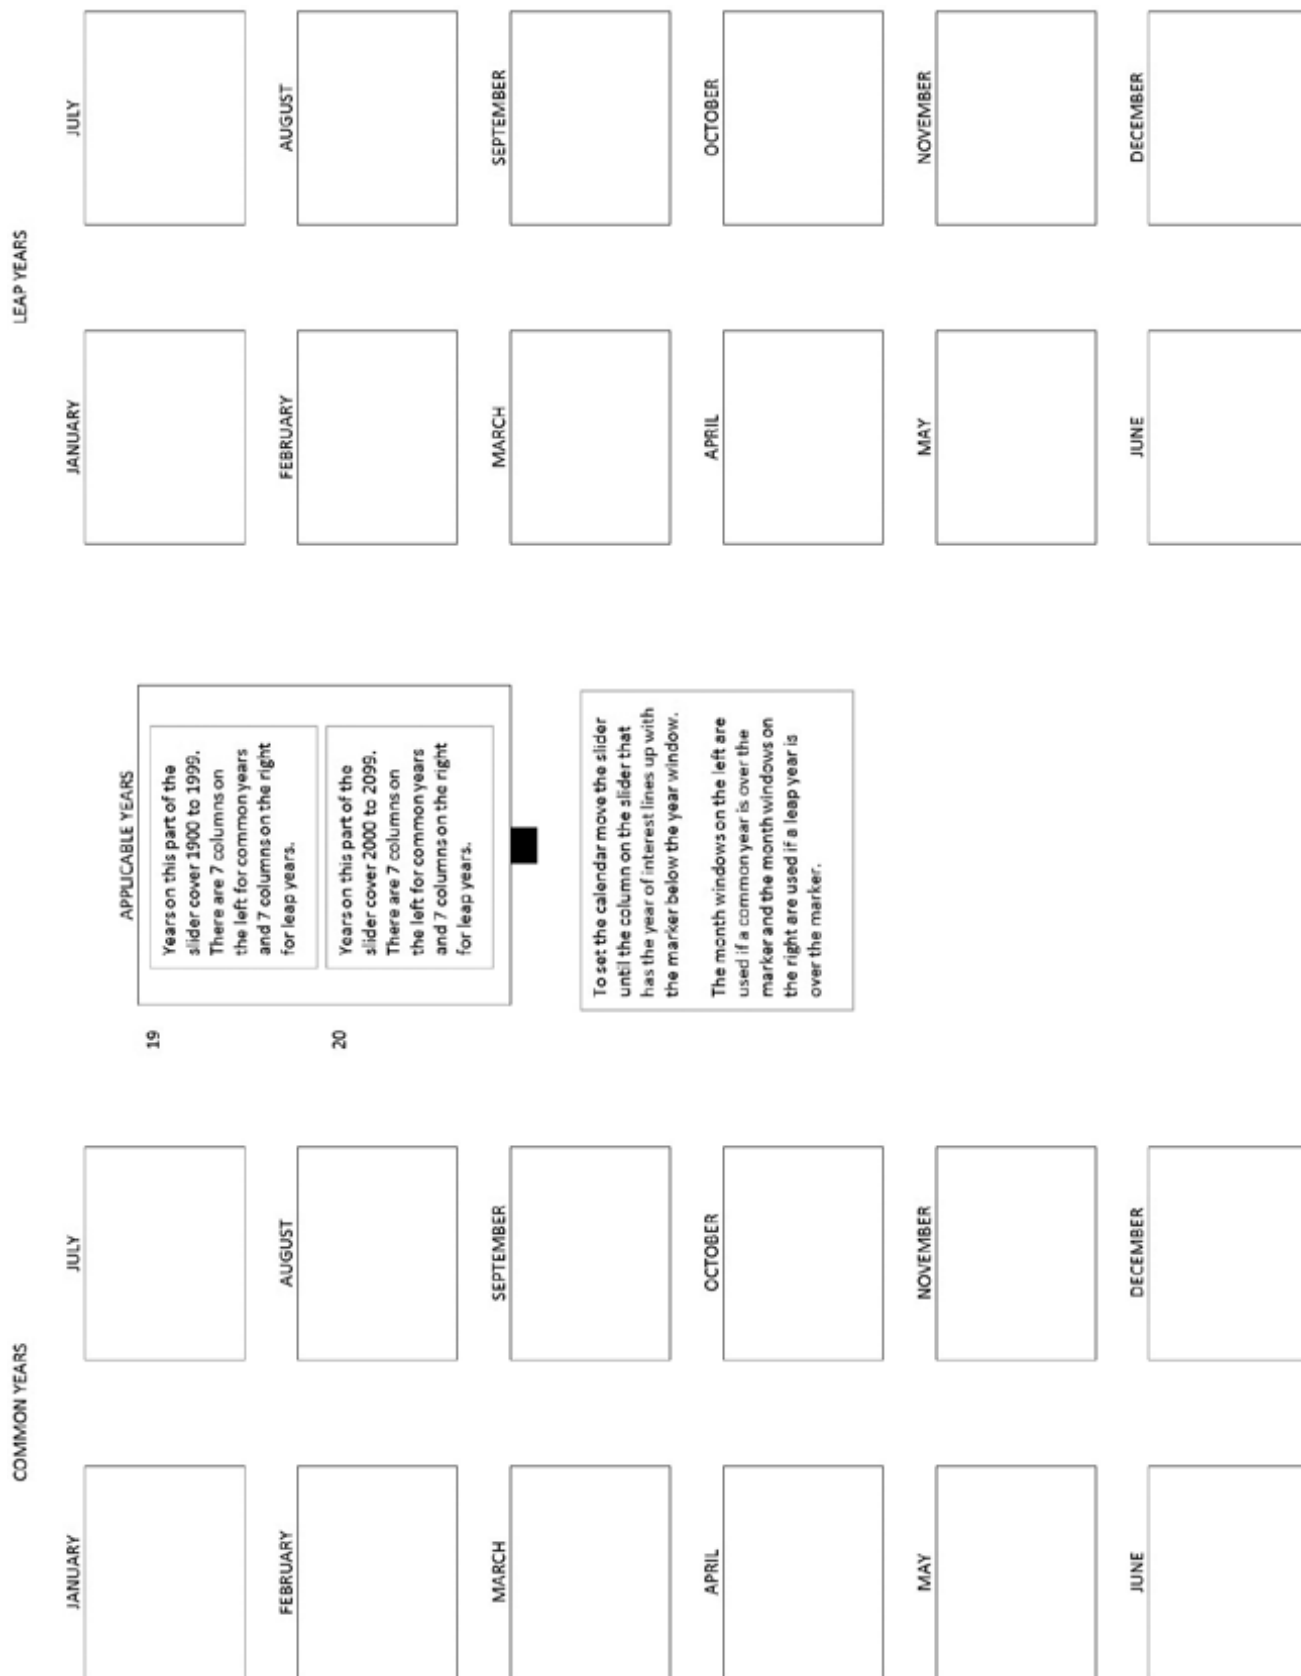 COMMON YEARS
LEAP YEARS
JANUARY
JULY
APPLICABLE YEARS
JANUARY
JULY
19
Years on this part of the
slider cover 1900 to 1999.
There are 7 columns on
the left for common years
and 7 columns on the right
for leap years.
FEBRUARY
AUGUST
FEBRUARY
AUGUST
20
Years on this part of the
slider cover 2000 to 2099.
There are 7 columns on
the left for common years
and 7 columns on the right
for leap years.
MARCH
SEPTEMBER
MARCH
SEPTEMBER
To set the calendar move the slider
until the column on the slider that
has the year of interest lines up with
the marker below the year window.
The month windows on the left are
used if a common year is over the
marker and the month windows on
the right are used if a leap year is
over the marker.
APRIL
OCTOBER
APRIL
OCTOBER
MAY
NOVEMBER
MAY
NOVEMBER
JUNE
DECEMBER
JUNE
DECEMBER